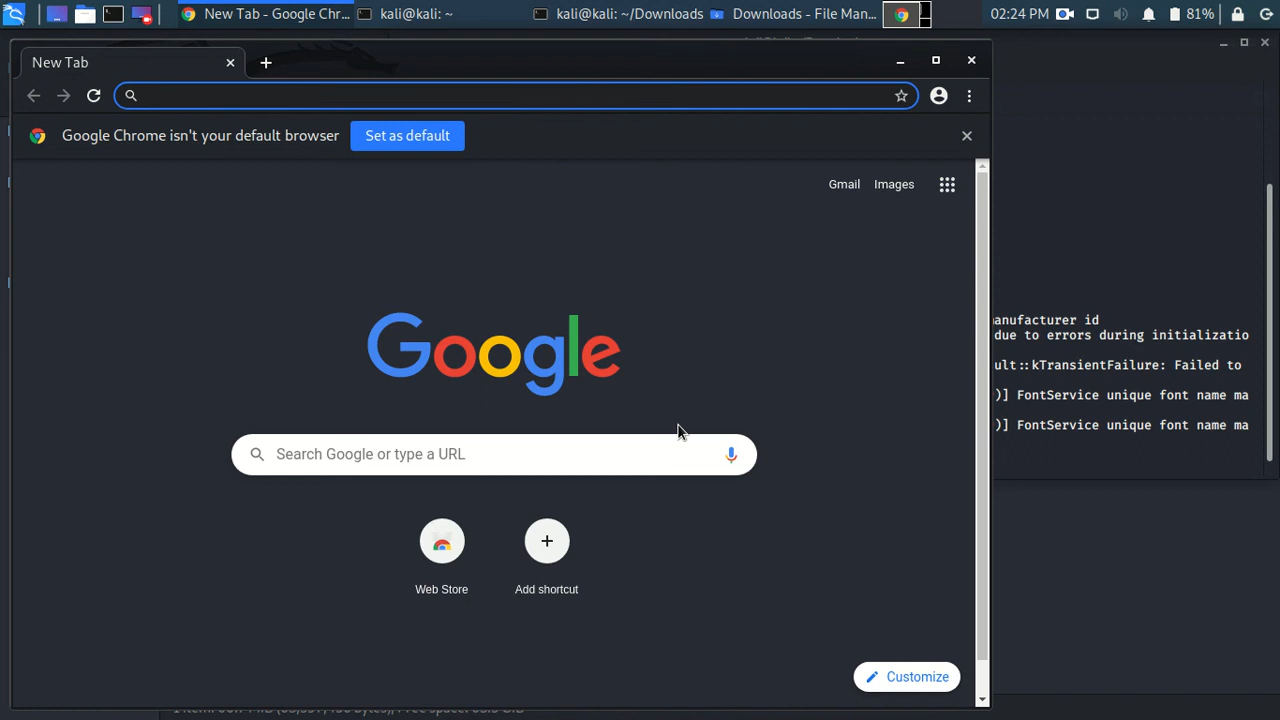 New Tab - Google Chr...
kali@kali: ~
kali@kali: ~/Downloads
Downloads - File Man...
02:24 PM
81%
New Tab
Google Chrome isn't your default browser
Set as default
Gmail
Images
Google
anufacturer id
due to errors during initializatio
ult::kTransientFailure: Failed to
)] FontService unique font name ma
)] FontService unique font name ma
Search Google or type a URL
Web Store
Add shortcut
Customize